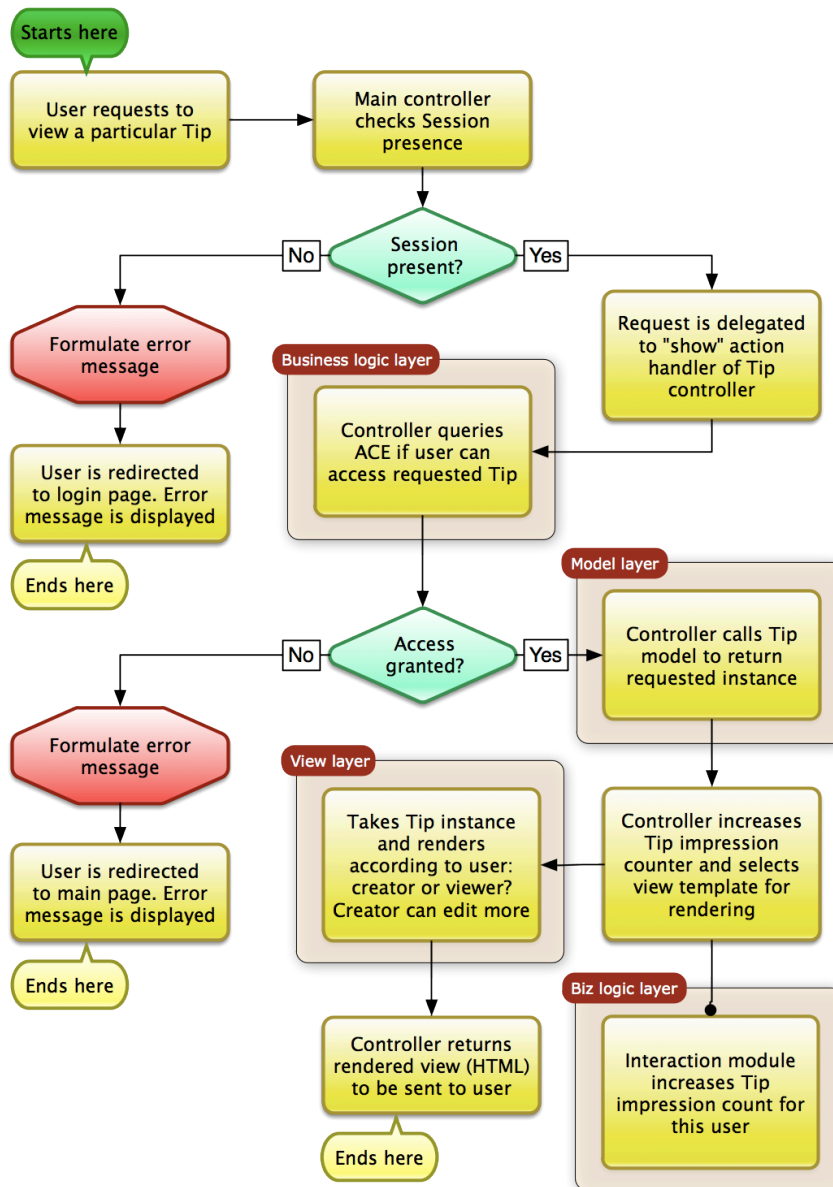 Starts here
User requests to
view a particular Tip
Main controller
checks Session
presence
Session
present?
No
Yes
Formulate error
message
Request is delegated
to "show" action
handler of Tip
controller
Business logic layer
Controller queries
ACE if user can
access requested Tip
User is redirected
to login page. Error
message is displayed
Ends here
Access
granted?
No
Yes
Model layer
Controller calls Tip
model to return
requested instance
Formulate error
message
View layer
Takes Tip instance
and renders
according to user:
creator or viewer?
Creator can edit more
Controller increases
Tip impression
counter and selects
view template for
rendering
User is redirected
to main page. Error
message is displayed
Ends here
Biz logic layer
Controller returns
rendered view (HTML)
to be sent to user
Interaction module
increases Tip
impression count for
this user
Ends here